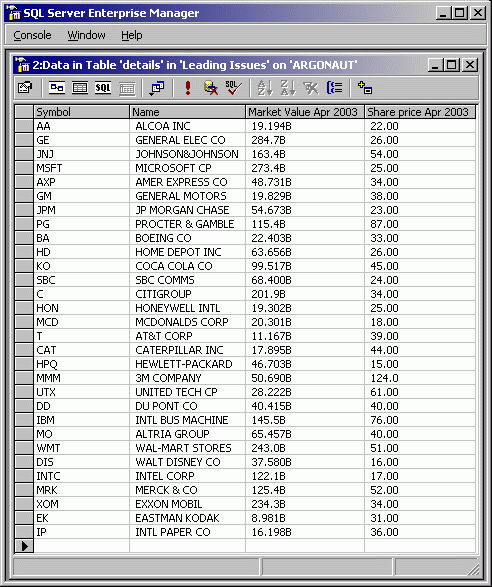 SQL Server Enterprise Manager
Console Window Help
2:Data in Table 'details' in 'Leading Issues' on 'ARGONAUT'
SQL SQL
Symbol Name Market Value Apr 2003 Share price Apr 2003
AA ALCOA INC 19.194B 22.00
GE GENERAL ELEC CO 284.7B 26.00
JNJ JOHNSON&JOHNSON 163.4B 54.00
MSFT MICROSOFT CP 273.4B 25.00
AXP AMER EXPRESS CO 48.731B 34.00
GM GENERAL MOTORS 19.829B 38.00
JPM JP MORGAN CHASE 54.673B 23.00
PG PROCTER & GAMBLE 115.4B 87.00
BA BOEING CO 22.403B 33.00
HD HOME DEPOT INC 63.656B 26.00
KO COCA COLA CO 99.517B 45.00
SBC SBC COMMS 68.400B 24.00
C CITIGROUP 201.9B 34.00
HON HONEYWELL INTL 19.302B 25.00
MCD MCDONALDS CORP 20.301B 18.00
T AT&T CORP 11.167B 39.00
CAT CATERPILLAR INC 17.895B 44.00
HPQ HEWLETT-PACKARD 46.703B 15.00
MMM 3M COMPANY 50.690B 124.0
UTX UNITED TECH CP 28.222B 61.00
DD DU PONT CO 40.415B 40.00
IBM INTL BUS MACHINE 145.5B 76.00
MO ALTRIA GROUP 65.457B 40.00
WMT WAL-MART STORES 243.0B 51.00
DIS WALT DISNEY CO 37.580B 16.00
INTC INTEL CORP 122.1B 17.00
MRK MERCK & CO 125.4B 52.00
XOM EXXON MOBIL 234.3B 34.00
EK EASTMAN KODAK 8.981B 31.00
IP INTL PAPER CO 16.198B 36.00